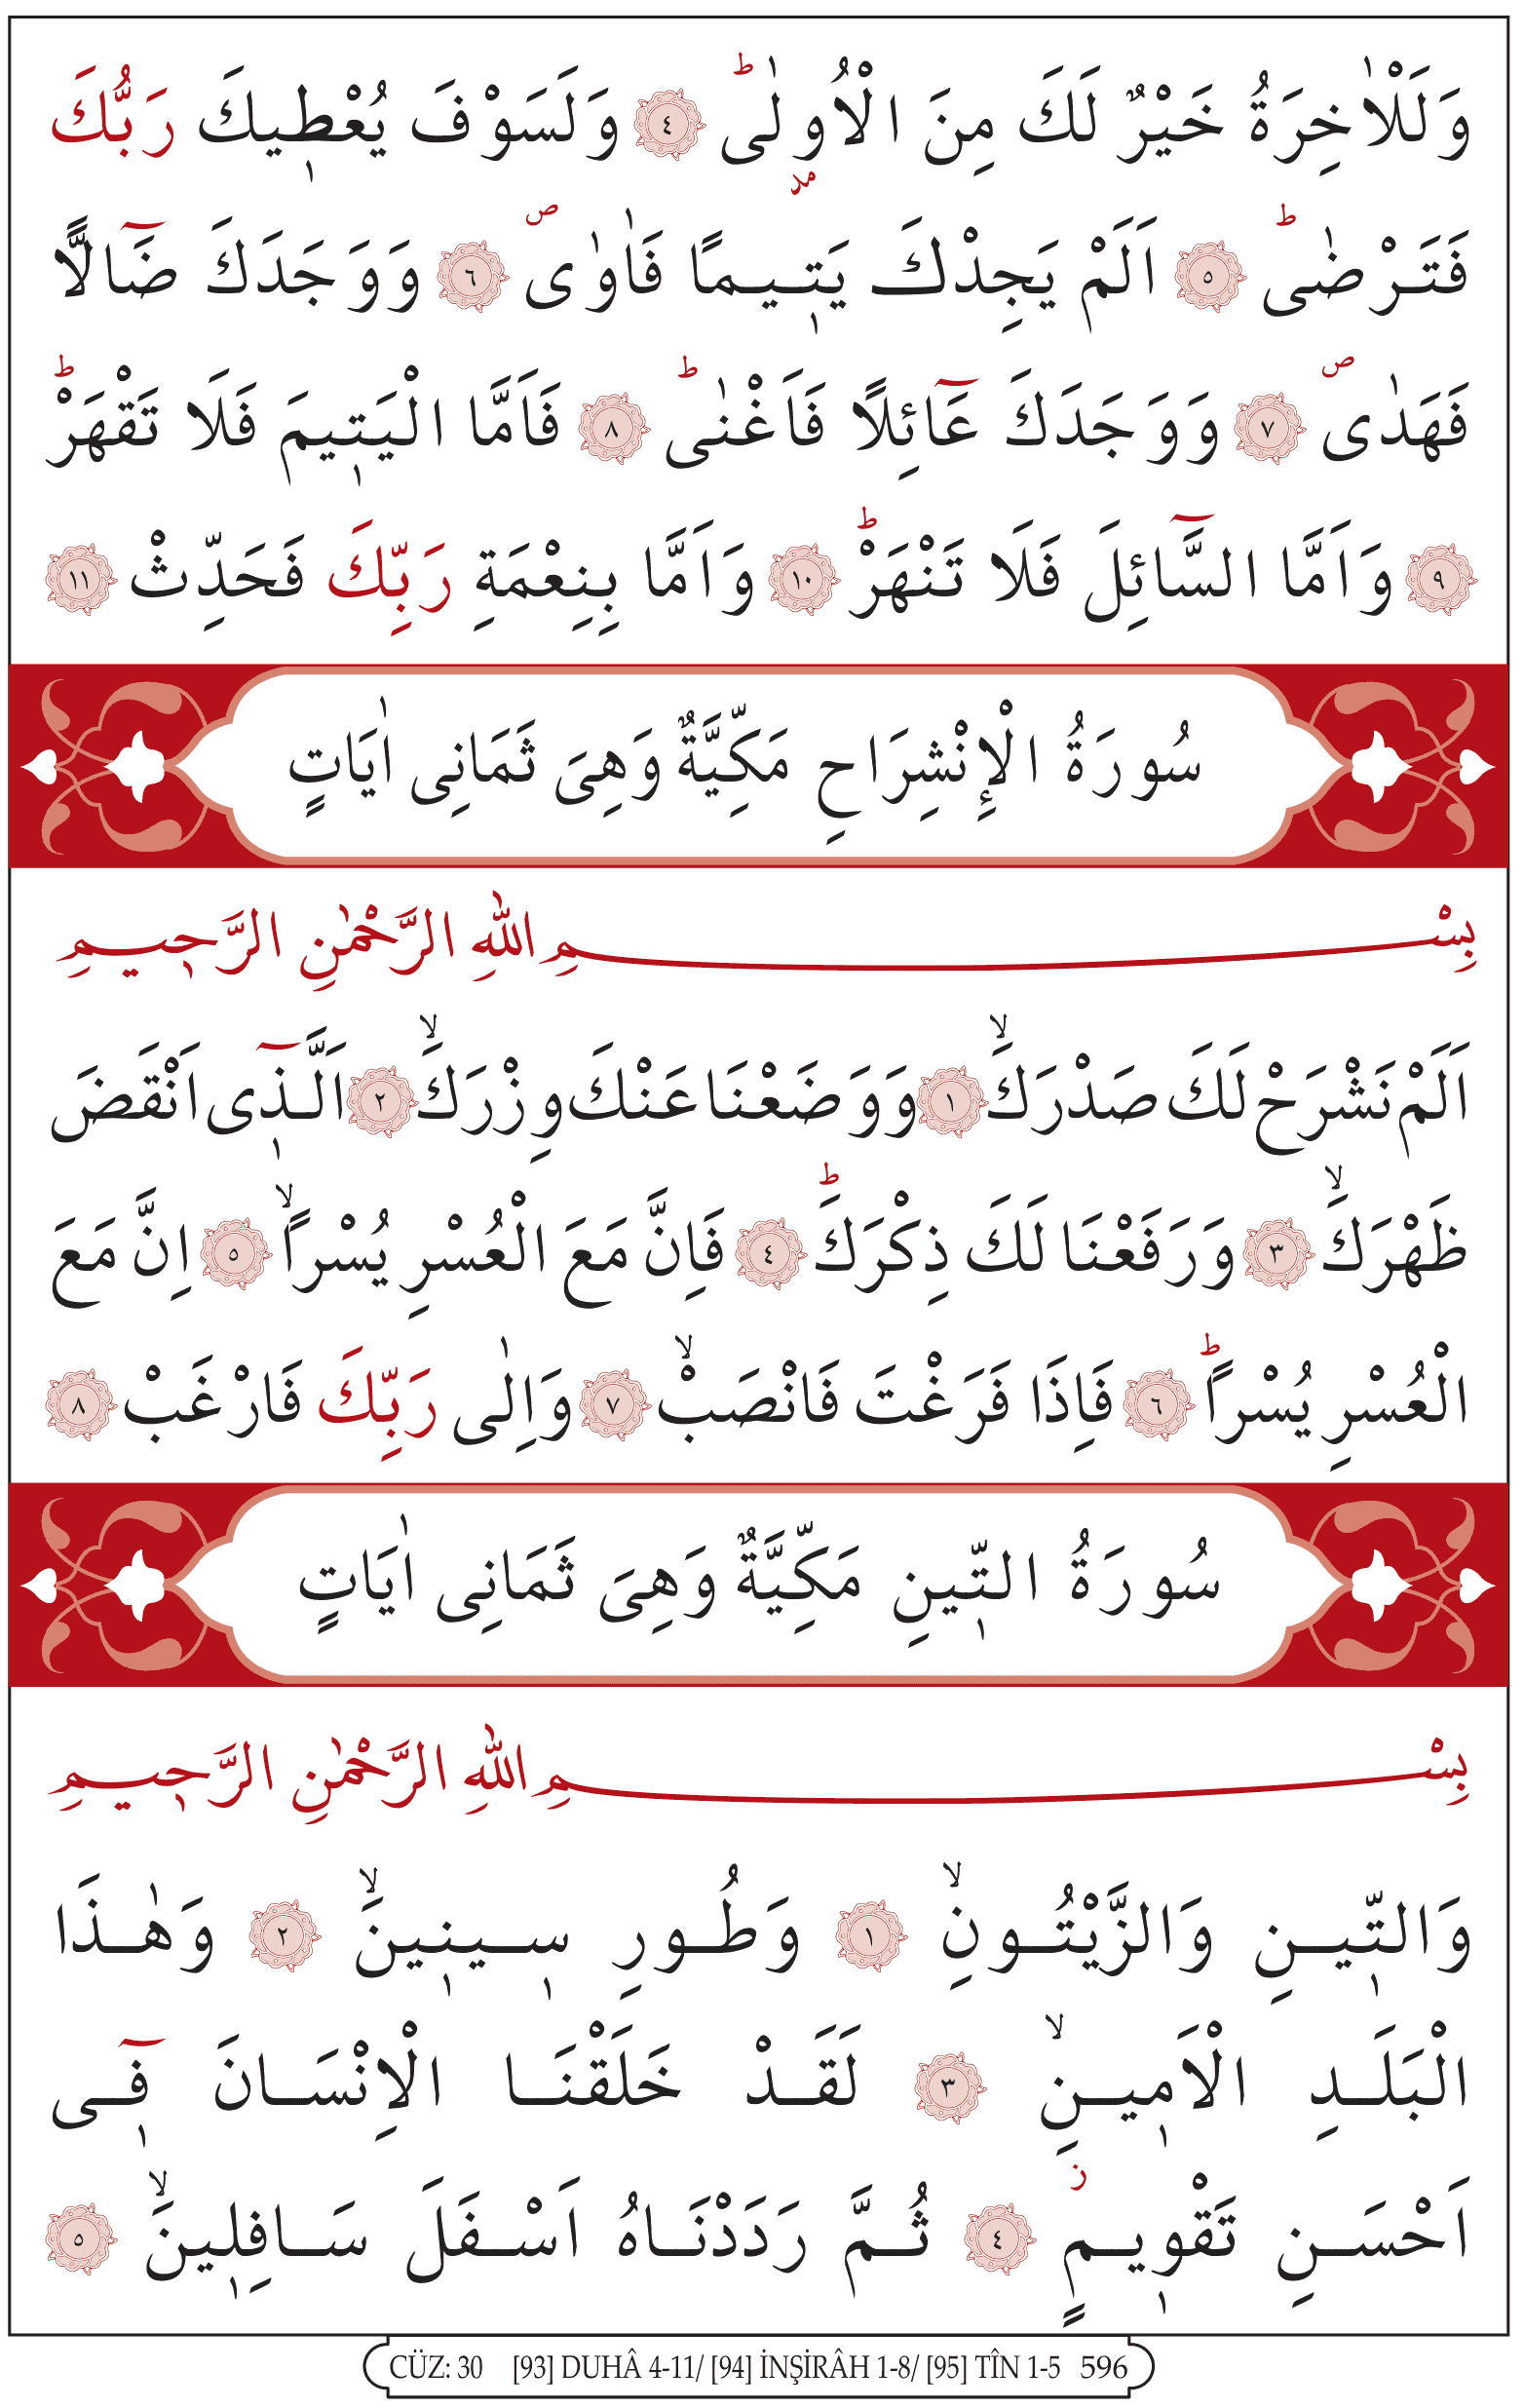 وَلَلْاٰخِرَةُ خَيْرٌ لَكَ مِنَ الْاُو۫لٰىۜ ﴿٤﴾ وَلَسَوْفَ يُعْط۪يكَ رَبُّكَ
فَتَرْضٰىۜ ﴿٥﴾ اَلَمْ يَجِدْكَ يَت۪يمًا فَاٰوٰىۖ ﴿٦﴾ وَوَجَدَكَ ضَٓالًّا
فَهَدٰىۖ ﴿٧﴾ وَوَجَدَكَ عَٓائِلًا فَاَغْنٰىۜ ﴿٨﴾ فَاَمَّا الْيَت۪يمَ فَلَا تَقْهَرْۜ
﴿٩﴾ وَاَمَّا السَّٓائِلَ فَلَا تَنْهَرْۜ ﴿١٠﴾ وَاَمَّا بِنِعْمَةِ رَبِّكَ فَحَدِّثْ ﴿١١﴾
سُورَةُ الْإِنْشِرَاحِ مَكِّيَّةٌ وَهِىَ ثَمَانِى اٰيَاتٍ
بِسْمِ اللهِ الرَّحْمٰنِ الرَّح۪يمِ
اَلَمْ نَشْرَحْ لَكَ صَدْرَكَۙ ﴿١﴾ وَوَضَعْنَا عَنْكَ وِزْرَكَۙ ﴿٢﴾ اَلَّذ۪ٓى اَنْقَضَ
ظَهْرَكَۙ ﴿٣﴾ وَرَفَعْنَا لَكَ ذِكْرَكَۜ ﴿٤﴾ فَاِنَّ مَعَ الْعُسْرِ يُسْرًاۙ ﴿٥﴾ اِنَّ مَعَ
الْعُسْرِ يُسْرًاۜ ﴿٦﴾ فَاِذَا فَرَغْتَ فَانْصَبْۙ ﴿٧﴾ وَاِلٰى رَبِّكَ فَارْغَبْ ﴿٨﴾
سُورَةُ التّ۪ينِ مَكِّيَّةٌ وَهِىَ ثَمَانِى اٰيَاتٍ
بِسْمِ اللهِ الرَّحْمٰنِ الرَّح۪يمِ
وَالتّ۪ينِ وَالزَّيْتُونِۙ ﴿١﴾ وَطُورِ س۪ين۪ينَۙ ﴿٢﴾ وَهٰذَا
الْبَلَدِ الْاَم۪ينِۙ ﴿٣﴾ لَقَدْ خَلَقْنَا الْاِنْسَانَ ف۪ٓى
اَحْسَنِ تَقْو۪يمٍۘ ﴿٤﴾ ثُمَّ رَدَدْنَاهُ اَسْفَلَ سَافِل۪ينَۙ ﴿٥﴾
CÜZ: 30 [93] DUHÂ 4-11/ [94] İNŞİRÂH 1-8/ [95] TÎN 1-5 596